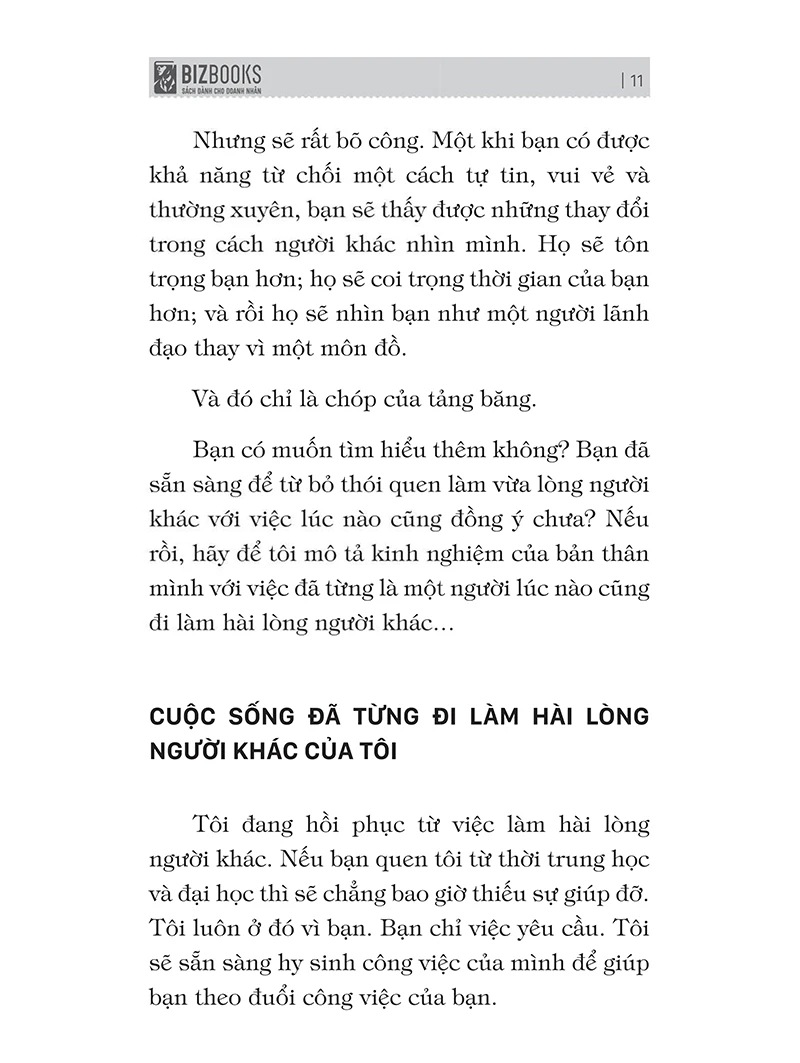 BIZBOOKS
SÁCH DÀNH CHO DOANH NHÂN
| 11
Nhưng sẽ rất bõ công. Một khi bạn có được
khả năng từ chối một cách tự tin, vui vẻ và
thường xuyên, bạn sẽ thấy được những thay đổi
trong cách người khác nhìn mình. Họ sẽ tôn
trọng bạn hơn; họ sẽ coi trọng thời gian của bạn
hơn; và rồi họ sẽ nhìn bạn như một người lãnh
đạo thay vì một môn đồ.
Và đó chỉ là chóp của tảng băng.
Bạn có muốn tìm hiểu thêm không? Bạn đã
sẵn sàng để từ bỏ thói quen làm vừa lòng người
khác với việc lúc nào cũng đồng ý chưa? Nếu
rồi, hãy để tôi mô tả kinh nghiệm của bản thân
mình với việc đã từng là một người lúc nào cũng
đi làm hài lòng người khác...
CUỘC SỐNG ĐÃ TỪNG ĐI LÀM HÀI LÒNG
NGƯỜI KHÁC CỦA TÔI
Tôi đang hồi phục từ việc làm hài lòng
người khác. Nếu bạn quen tôi từ thời trung học
và đại học thì sẽ chẳng bao giờ thiếu sự giúp đỡ.
Tôi luôn ở đó vì bạn. Bạn chỉ việc yêu cầu. Tôi
sẽ sẵn sàng hy sinh công việc của mình để giúp
bạn theo đuổi công việc của bạn.